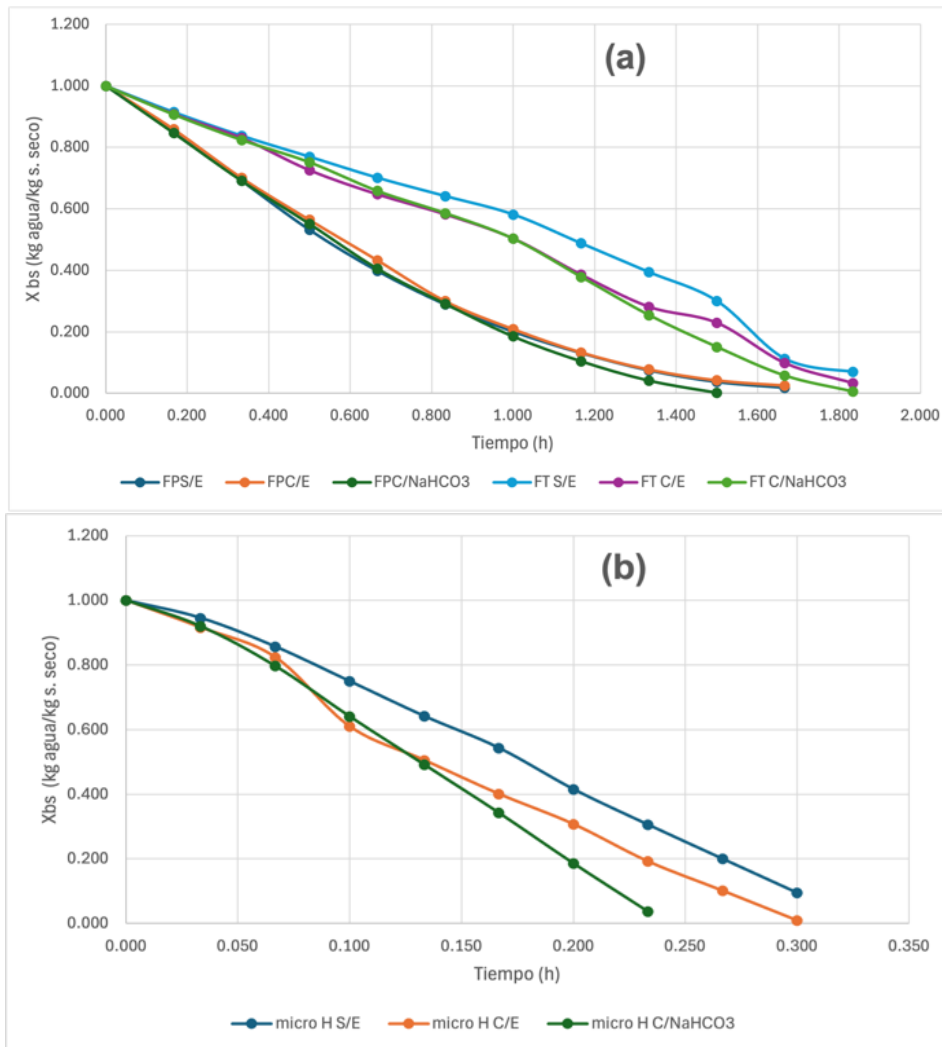 (a)
1.200
1.000
0.800
0.600
0.400
0.200
0.000
X bs (kg agua/kg s. seco)
0.000 0.200 0.400 0.600 0.800 1.000 1.200 1.400 1.600 1.800 2.000
Tiempo (h)
FPS/E FPC/E FPC/NaHCO3 FT S/E FT C/E FT C/NaHCO3
(b)
1.200
1.000
0.800
0.600
0.400
0.200
0.000
Xbs (kg agua/kg s. seco)
0.000 0.050 0.100 0.150 0.200 0.250 0.300 0.350
Tiempo (h)
micro H S/E micro H C/E micro H C/NaHCO3